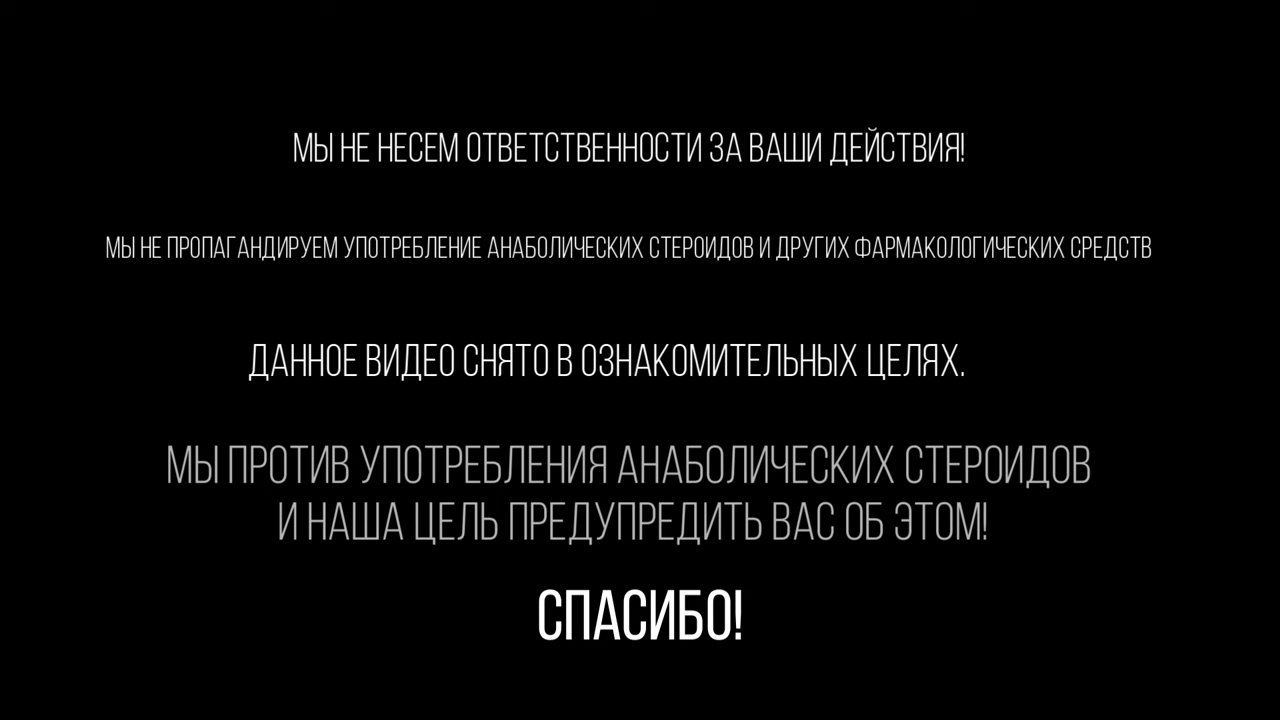 МЫ НЕ НЕСЕМ ОТВЕТСТВЕННОСТИ ЗА ВАШИ ДЕЙСТВИЯ!
МЫ НЕ ПРОПАГАНДИРУЕМ УПОТРЕБЛЕНИЕ АНАБОЛИЧЕСКИХ СТЕРОИДОВ И ДРУГИХ ФАРМАКОЛОГИЧЕСКИХ СРЕДСТВ
ДАННОЕ ВИДЕО СНЯТО В ОЗНАКОМИТЕЛЬНЫХ ЦЕЛЯХ.
МЫ ПРОТИВ УПОТРЕБЛЕНИЯ АНАБОЛИЧЕСКИХ СТЕРОИДОВ
И НАША ЦЕЛЬ ПРЕДУПРЕДИТЬ ВАС ОБ ЭТОМ!
СПАСИБО!